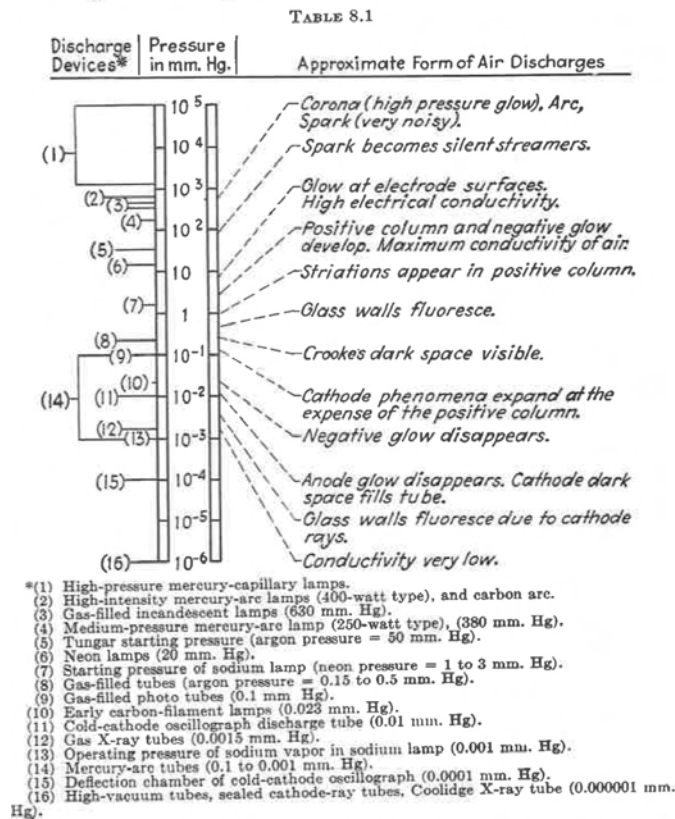 TABLE 8.1
Discharge Devices*
Pressure in mm. Hg.
Approximate Form of Air Discharges
10⁵
10⁴
10³
10²
10
1
10⁻¹
10⁻²
10⁻³
10⁻⁴
10⁻⁵
10⁻⁶
(1)
(2)
(3)
(4)
(5)
(6)
(7)
(8)
(9)
(10)
(14)
(11)
(12)
(13)
(15)
(16)
Corona (high pressure glow), Arc,
Spark (very noisy).
Spark becomes silent streamers.
Glow at electrode surfaces.
High electrical conductivity.
Positive column and negative glow
develop. Maximum conductivity of air.
Striations appear in positive column.
Glass walls fluoresce.
Crooke's dark space visible.
Cathode phenomena expand at the
expense of the positive column.
Negative glow disappears.
Anode glow disappears. Cathode dark
space fills tube.
Glass walls fluoresce due to cathode
rays.
Conductivity very low.
*(1) High-pressure mercury-capillary lamps.
(2) High-intensity mercury-arc lamps (400-watt type), and carbon arc.
(3) Gas-filled incandescent lamps (630 mm. Hg).
(4) Medium-pressure mercury-arc lamp (250-watt type), (380 mm. Hg).
(5) Tungar starting pressure (argon pressure = 50 mm. Hg).
(6) Neon lamps (20 mm. Hg).
(7) Starting pressure of sodium lamp (neon pressure = 1 to 3 mm. Hg).
(8) Gas-filled tubes (argon pressure = 0.15 to 0.5 mm. Hg).
(9) Gas-filled photo tubes (0.1 mm Hg).
(10) Early carbon-filament lamps (0.023 mm. Hg).
(11) Cold-cathode oscillograph discharge tube (0.01 mm. Hg).
(12) Gas X-ray tubes (0.0015 mm. Hg).
(13) Operating pressure of sodium vapor in sodium lamp (0.001 mm. Hg).
(14) Mercury-arc tubes (0.1 to 0.001 mm. Hg).
(15) Deflection chamber of cold-cathode oscillograph (0.0001 mm. Hg).
(16) High-vacuum tubes, sealed cathode-ray tubes, Coolidge X-ray tube (0.000001 mm.
Hg).